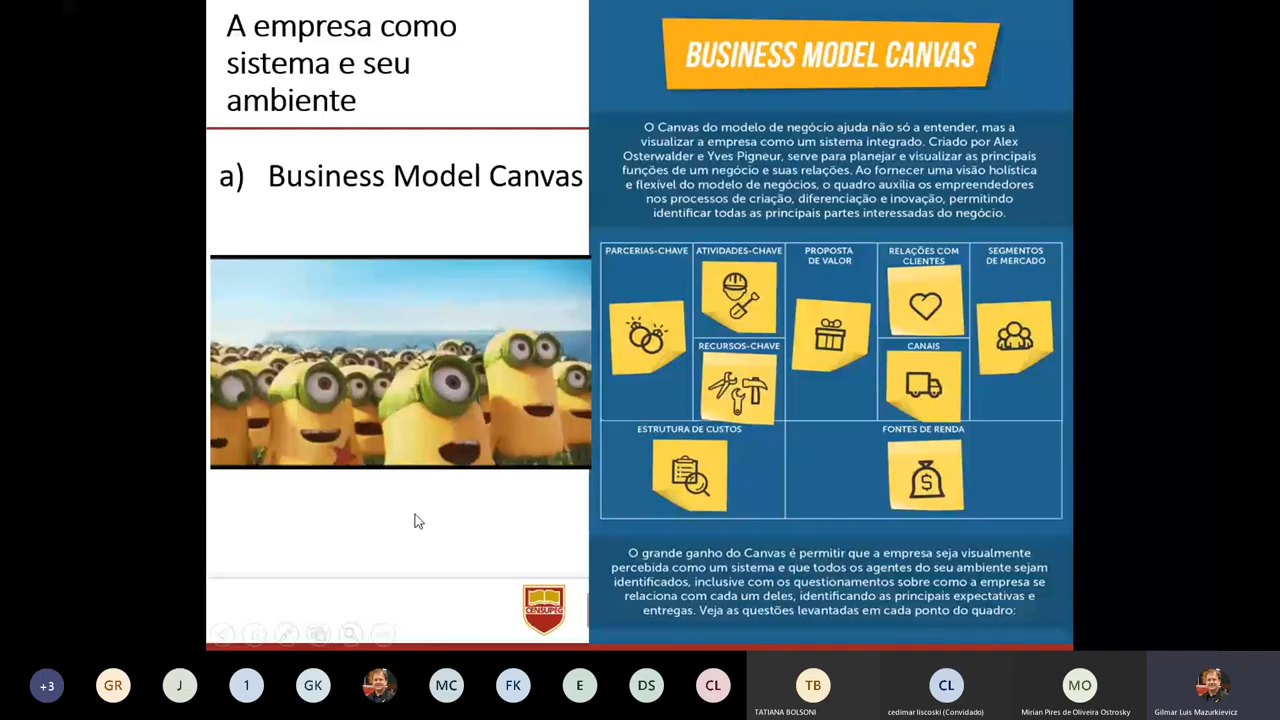 A empresa como
sistema e seu
ambiente
a) Business Model Canvas
CENSUPEG
BUSINESS MODEL CANVAS
O Canvas do modelo de negócio ajuda não só a entender, mas a
visualizar a empresa como um sistema integrado. Criado por Alex
Osterwalder e Yves Pigneur, serve para planejar e visualizar as principais
funções de um negócio e suas relações. Ao fornecer uma visão holística
e flexível do modelo de negócios, o quadro auxilia os empreendedores
nos processos de criação, diferenciação e inovação, permitindo
identificar todas as principais partes interessadas do negócio.
PARCERIAS-CHAVE
ATIVIDADES-CHAVE
RECURSOS-CHAVE
PROPOSTA
DE VALOR
RELAÇÕES COM
CLIENTES
CANAIS
SEGMENTOS
DE MERCADO
ESTRUTURA DE CUSTOS
FONTES DE RENDA
$
O grande ganho do Canvas é permitir que a empresa seja visualmente
percebida como um sistema e que todos os agentes do seu ambiente sejam
identificados, inclusive com os questionamentos sobre como a empresa se
relaciona com cada um deles, identificando as principais expectativas e
entregas. Veja as questões levantadas em cada ponto do quadro:
+3
GR
J
1
GK
MC
FK
E
DS
CL
TB
TATIANA BOLSONI
CL
cedimar liscoski (Convidado)
MO
Mirian Pires de Oliveira Ostrosky
Gilmar Luis Mazurkievicz